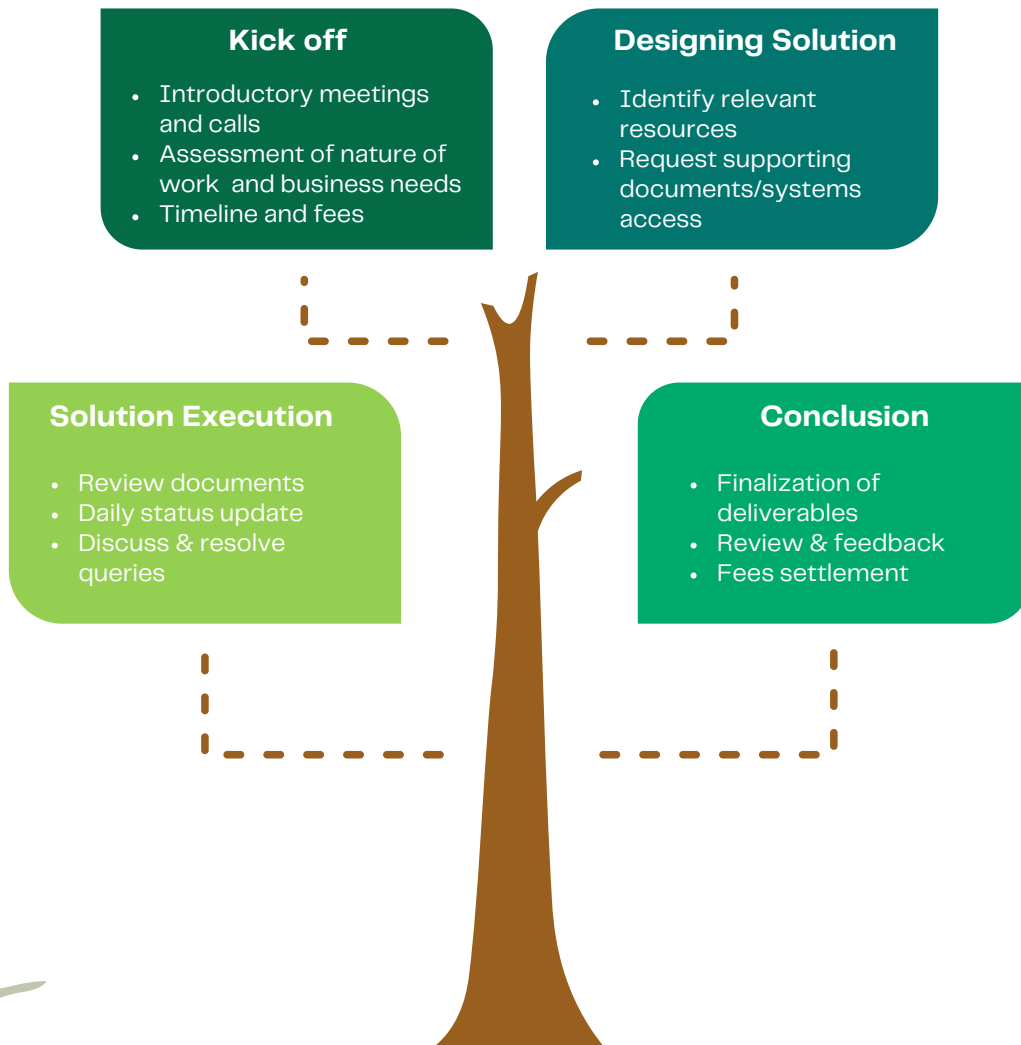 Kick off
• Introductory meetings
and calls
• Assessment of nature of
work  and business needs
• Timeline and fees
Designing Solution
• Identify relevant
resources
• Request supporting
documents/systems
access
Solution Execution
• Review documents
• Daily status update
• Discuss & resolve
queries
Conclusion
• Finalization of
deliverables
• Review & feedback
• Fees settlement